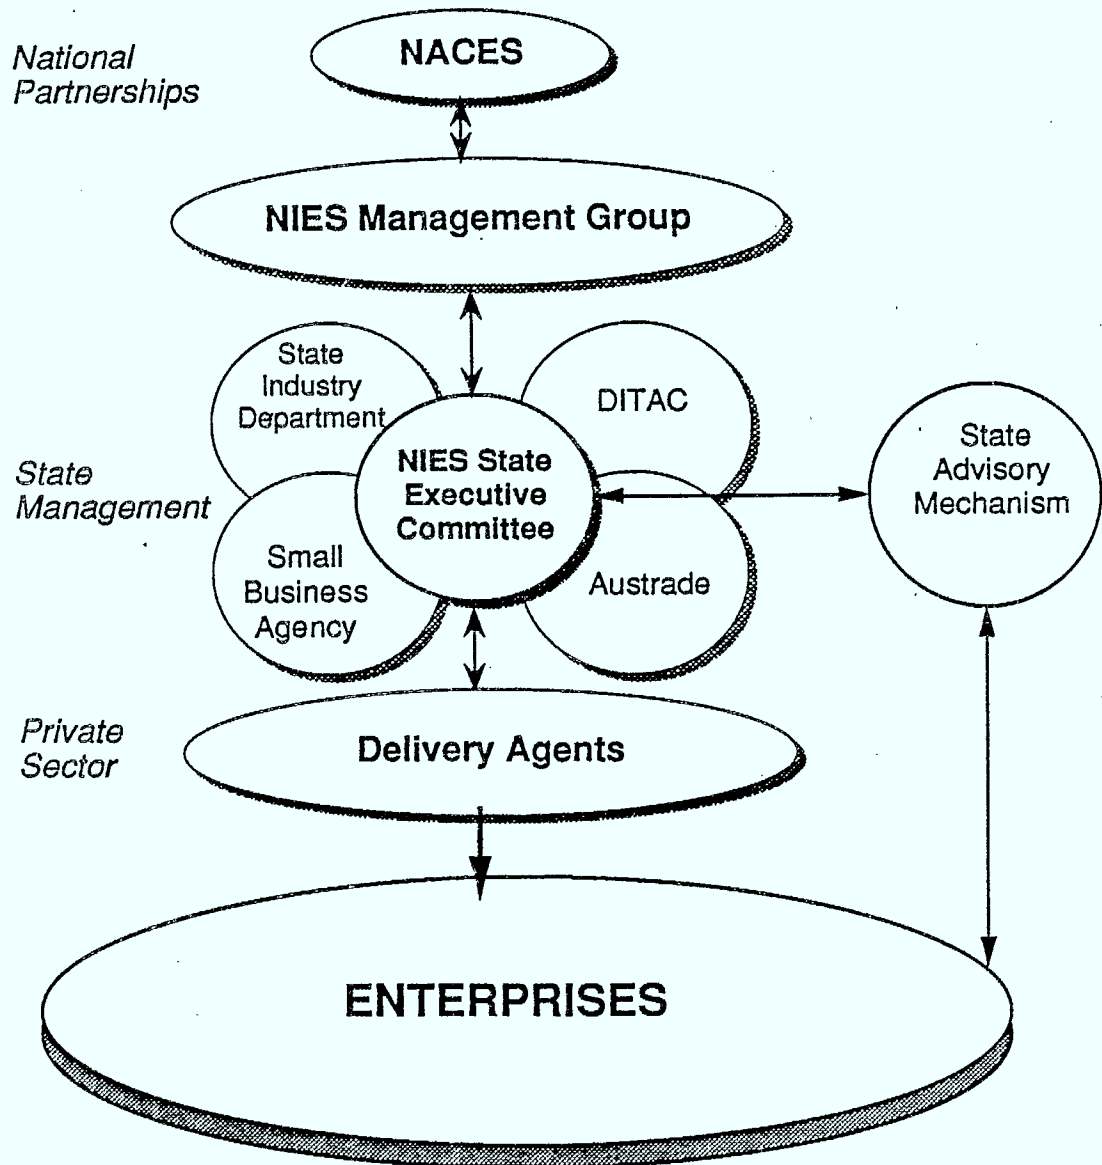 National
Partnerships
NACES
NIES Management Group
State
Industry
Department
DITAC
State
Management
NIES State
Executive
Committee
State
Advisory
Mechanism
Small
Business
Agency
Austrade
Private
Sector
Delivery Agents
ENTERPRISES